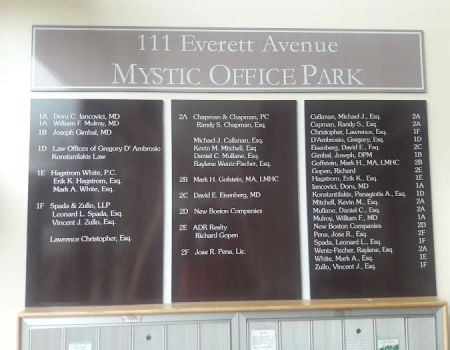 111 Everett Avenue
MYSTIC OFFICE PARK
1A Doru C. Iancovici, MD
1A William F. Mulroy, MD
1B Joseph Gimbal, MD
1D Law Offices of Gregory D' Ambrosio
Konstantilakis Law
1E Hagstrom White, P.C.
Erik K. Hagstrom, Esq.
Mark A. White, Esq.
1F Spada & Zullo, LLP
Leonard L. Spada, Esq.
Vincent J. Zullo, Esq.
Lawrence Christopher, Esq.
2A Chapman & Chapman, PC
Randy S. Chapman, Esq.
Michael J. Callanan, Esq.
Kevin M. Mitchell, Esq.
Daniel C. Mullane, Esq.
Raylene Wentz-Fischer, Esq.
2B Mark H. Gofstein, MA, LMHC
2C David E. Eisenberg, MD
2D New Boston Companies
2E ADR Realty
Richard Gopen
2F Jose R. Pena, Lic.
Callanan, Michael J., Esq. 2A
Capman, Randy S., Esq. 2A
Christopher, Lawrence, Esq. 1F
D'Ambrosio, Gregory, Esq. 1D
Eisenberg, David E., Esq. 2C
Gimbal, Joseph, DPM 1B
Goffstein, Mark H., MA, LMHC 2B
Gopen, Richard 2E
Hagstrom, Erik K., Esq. 1E
Iancovici, Doru, MD 1A
Konstantilakis, Panagiotis A., Esq. 1D
Mitchell, Kevin M., Esq. 2A
Mullane, Daniel C., Esq. 2A
Mulroy, William F., MD 1A
New Boston Companies 2D
Pena, Jose R., Esq. 2F
Spada, Leonard L., Esq. 1F
Wentz-Fischer, Raylene, Esq. 2A
White, Mark A., Esq. 1E
Zullo, Vincent J., Esq. 1F